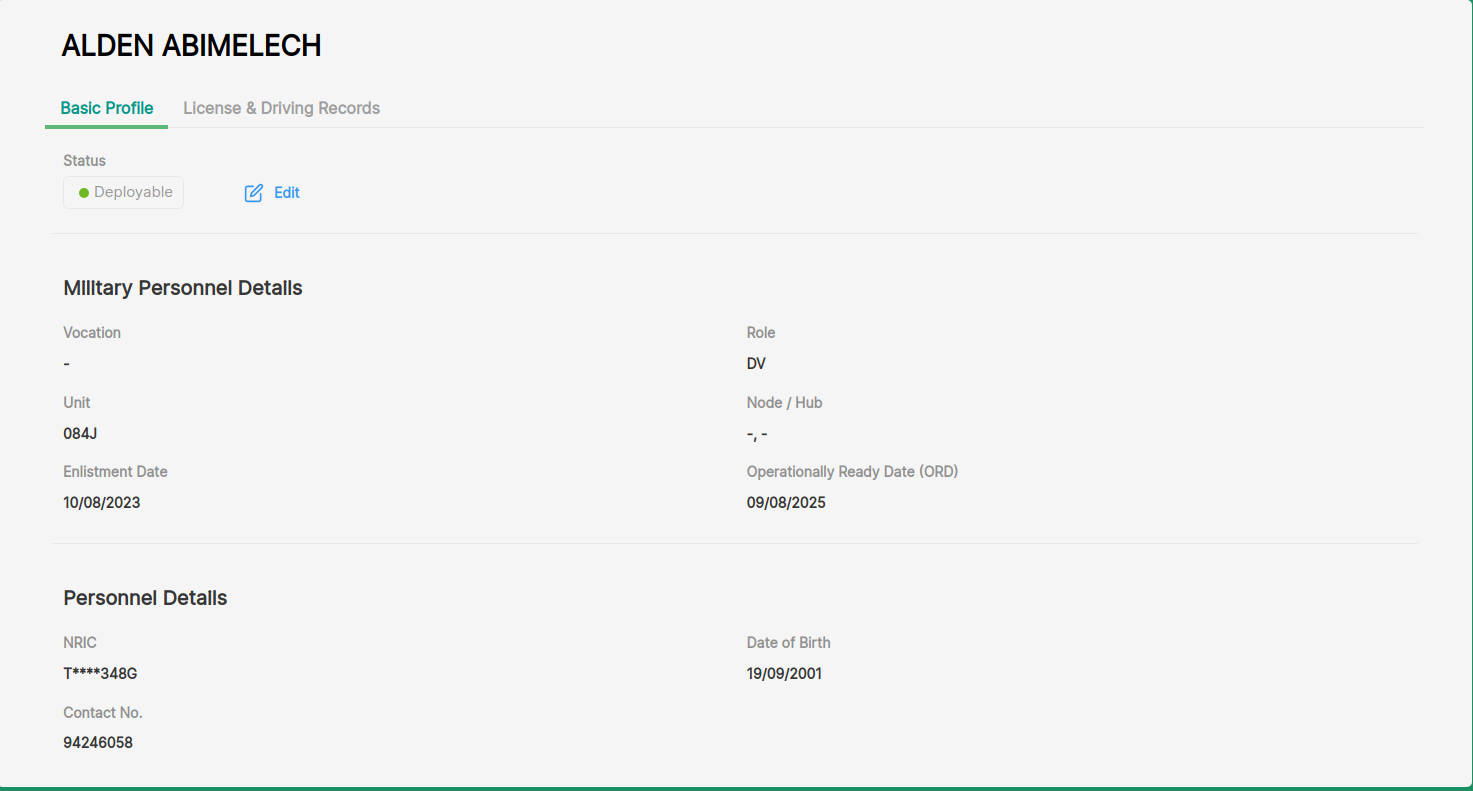 ALDEN ABIMELECH
Basic Profile License & Driving Records
Status
Deployable Edit
Military Personnel Details
Vocation Role
- DV
Unit Node / Hub
084J -, -
Enlistment Date Operationally Ready Date (ORD)
10/08/2023 09/08/2025
Personnel Details
NRIC Date of Birth
T****348G 19/09/2001
Contact No.
94246058